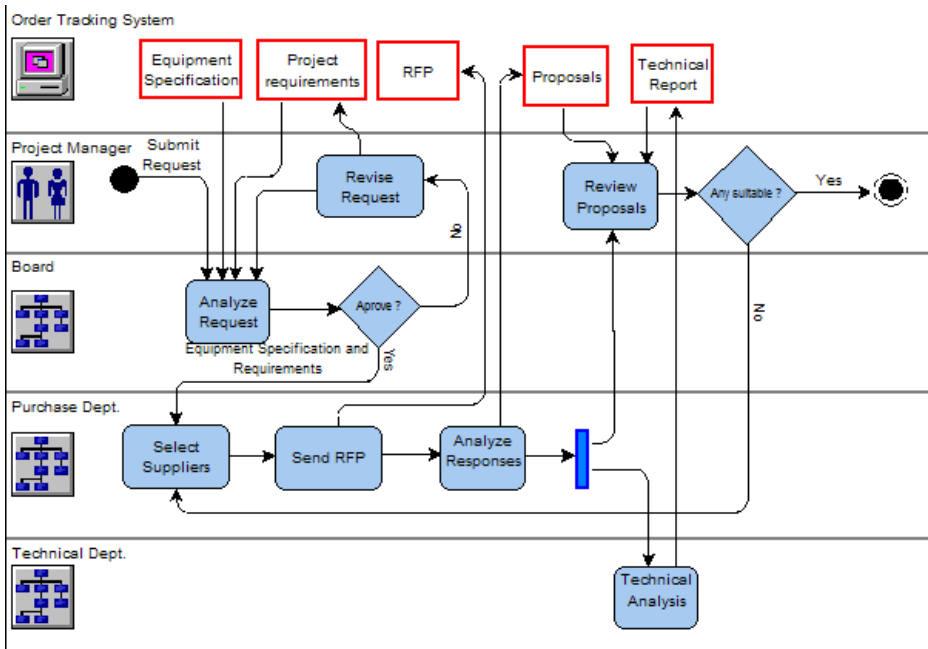 Order Tracking System
Equipment
Specification
Project
requirements
RFP
Proposals
Technical
Report
Project Manager
Submit
Request
Revise
Request
Review
Proposals
Any suitable ?
Yes
No
Board
Analyze
Request
Aprove ?
No
Equipment Specification and
Requirements
Yes
Purchase Dept.
Select
Suppliers
Send RFP
Analyze
Responses
Technical Dept.
Technical
Analysis